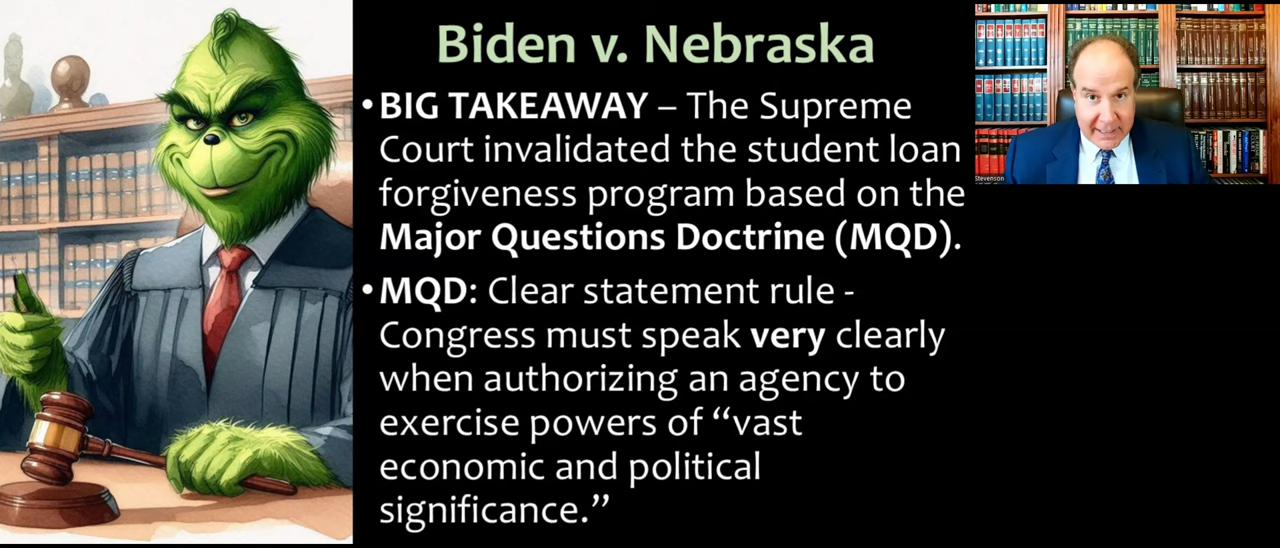 Biden v. Nebraska
• BIG TAKEAWAY – The Supreme
Court invalidated the student loan
forgiveness program based on the
Major Questions Doctrine (MQD).
• MQD: Clear statement rule -
Congress must speak very clearly
when authorizing an agency to
exercise powers of “vast
economic and political
significance.”
Stevenson